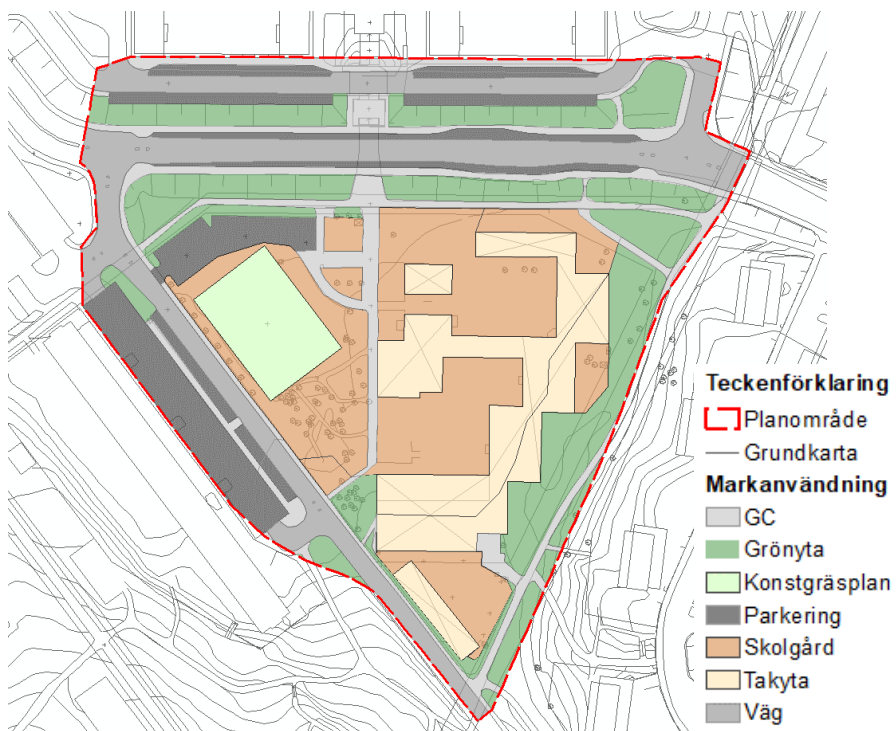 Teckenförklaring
Planområde
Grundkarta
Markanvändning
GC
Grönyta
Konstgräsplan
Parkering
Skolgård
Takyta
Väg